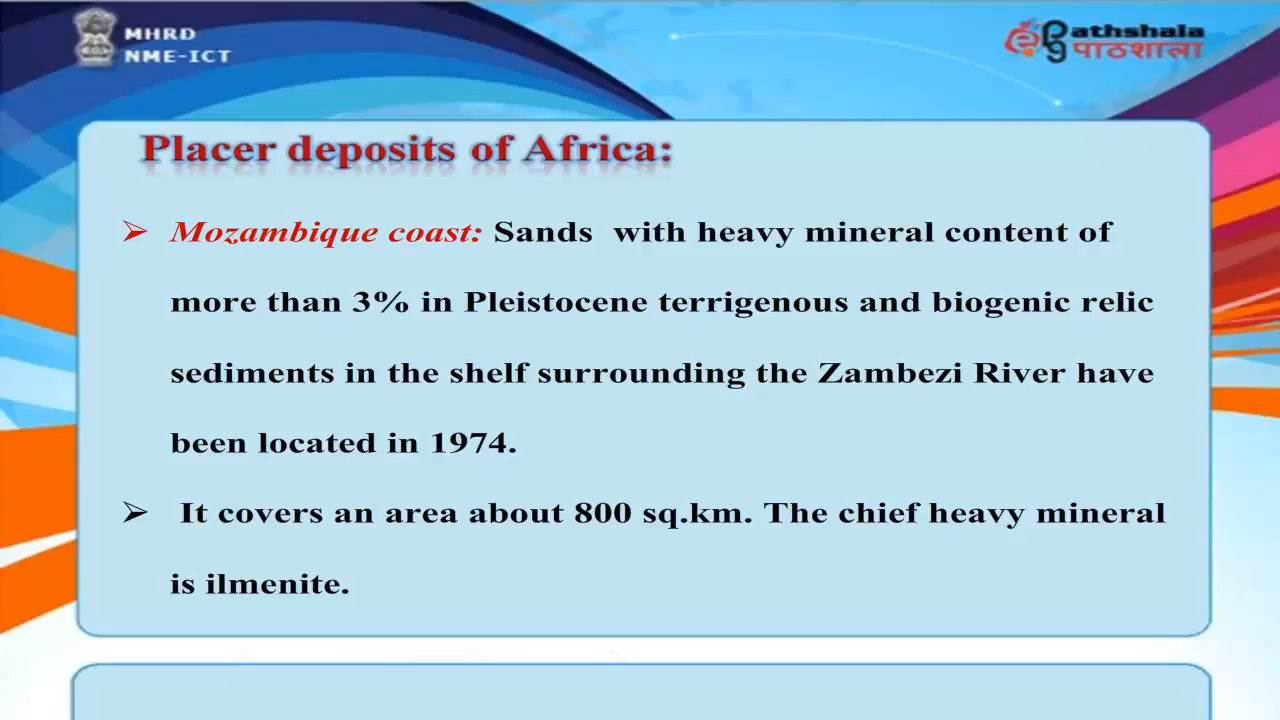 MHRD
NME-ICT
athshala
पाठशाला
Placer deposits of Africa:
➢ Mozambique coast: Sands with heavy mineral content of
more than 3% in Pleistocene terrigenous and biogenic relic
sediments in the shelf surrounding the Zambezi River have
been located in 1974.
➢ It covers an area about 800 sq.km. The chief heavy mineral
is ilmenite.